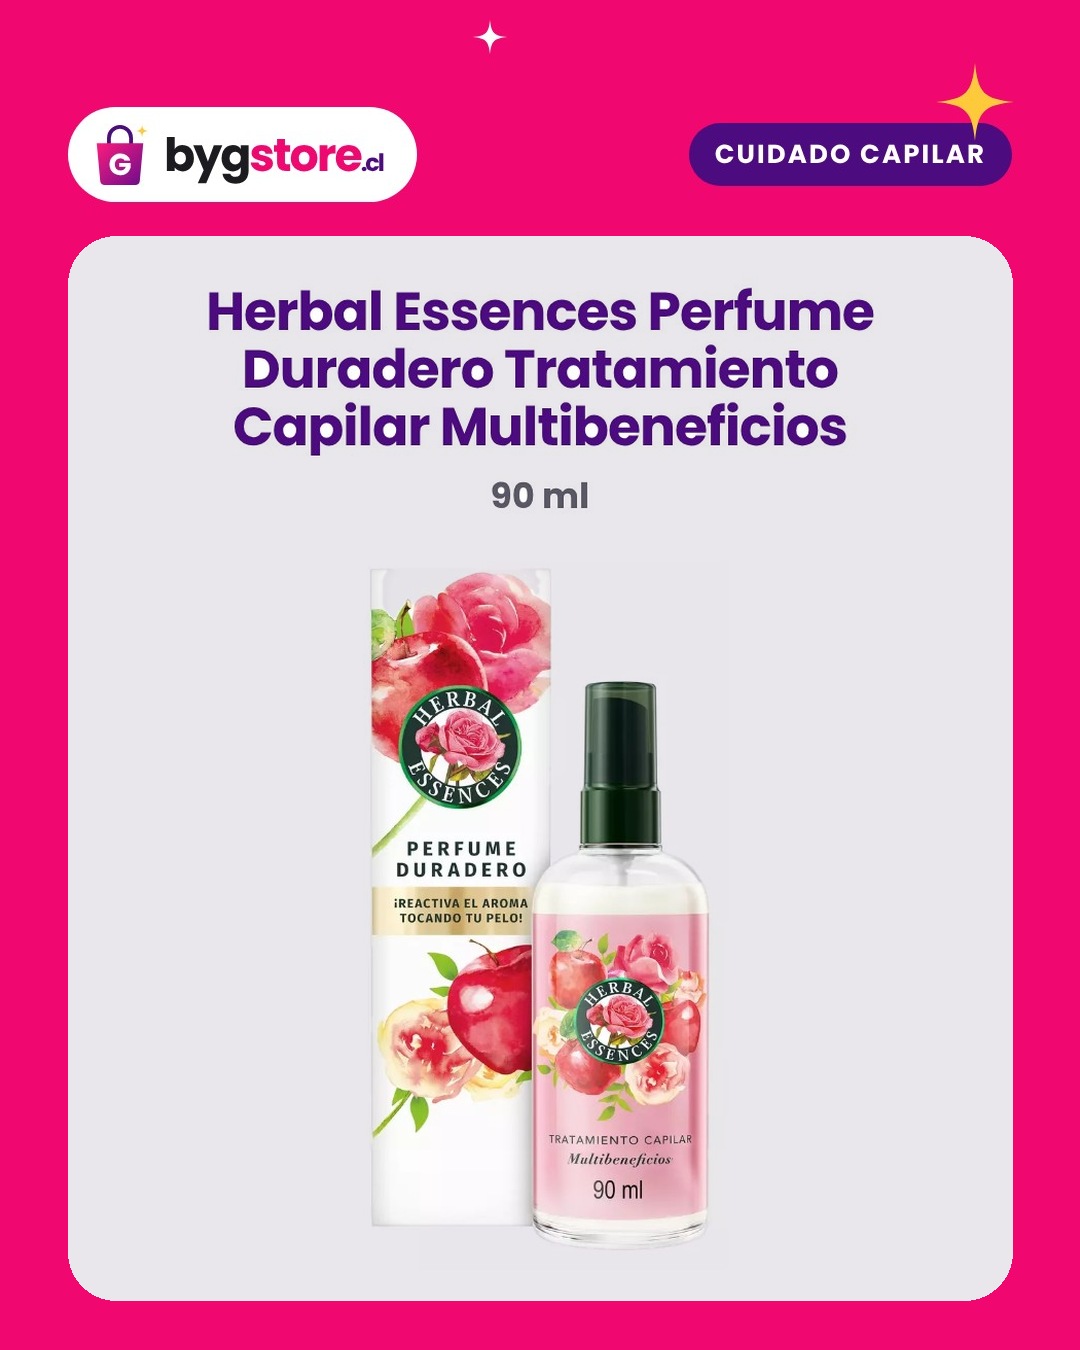 G bygstore.cl
CUIDADO CAPILAR
Herbal Essences Perfume
Duradero Tratamiento
Capilar Multibeneficios
90 ml
HERBAL
ESSENCES
PERFUME
DURADERO
¡REACTIVA EL AROMA
TOCANDO TU PELO!
HERBAL
ESSENCES
TRATAMIENTO CAPILAR
Multibeneficios
90 ml